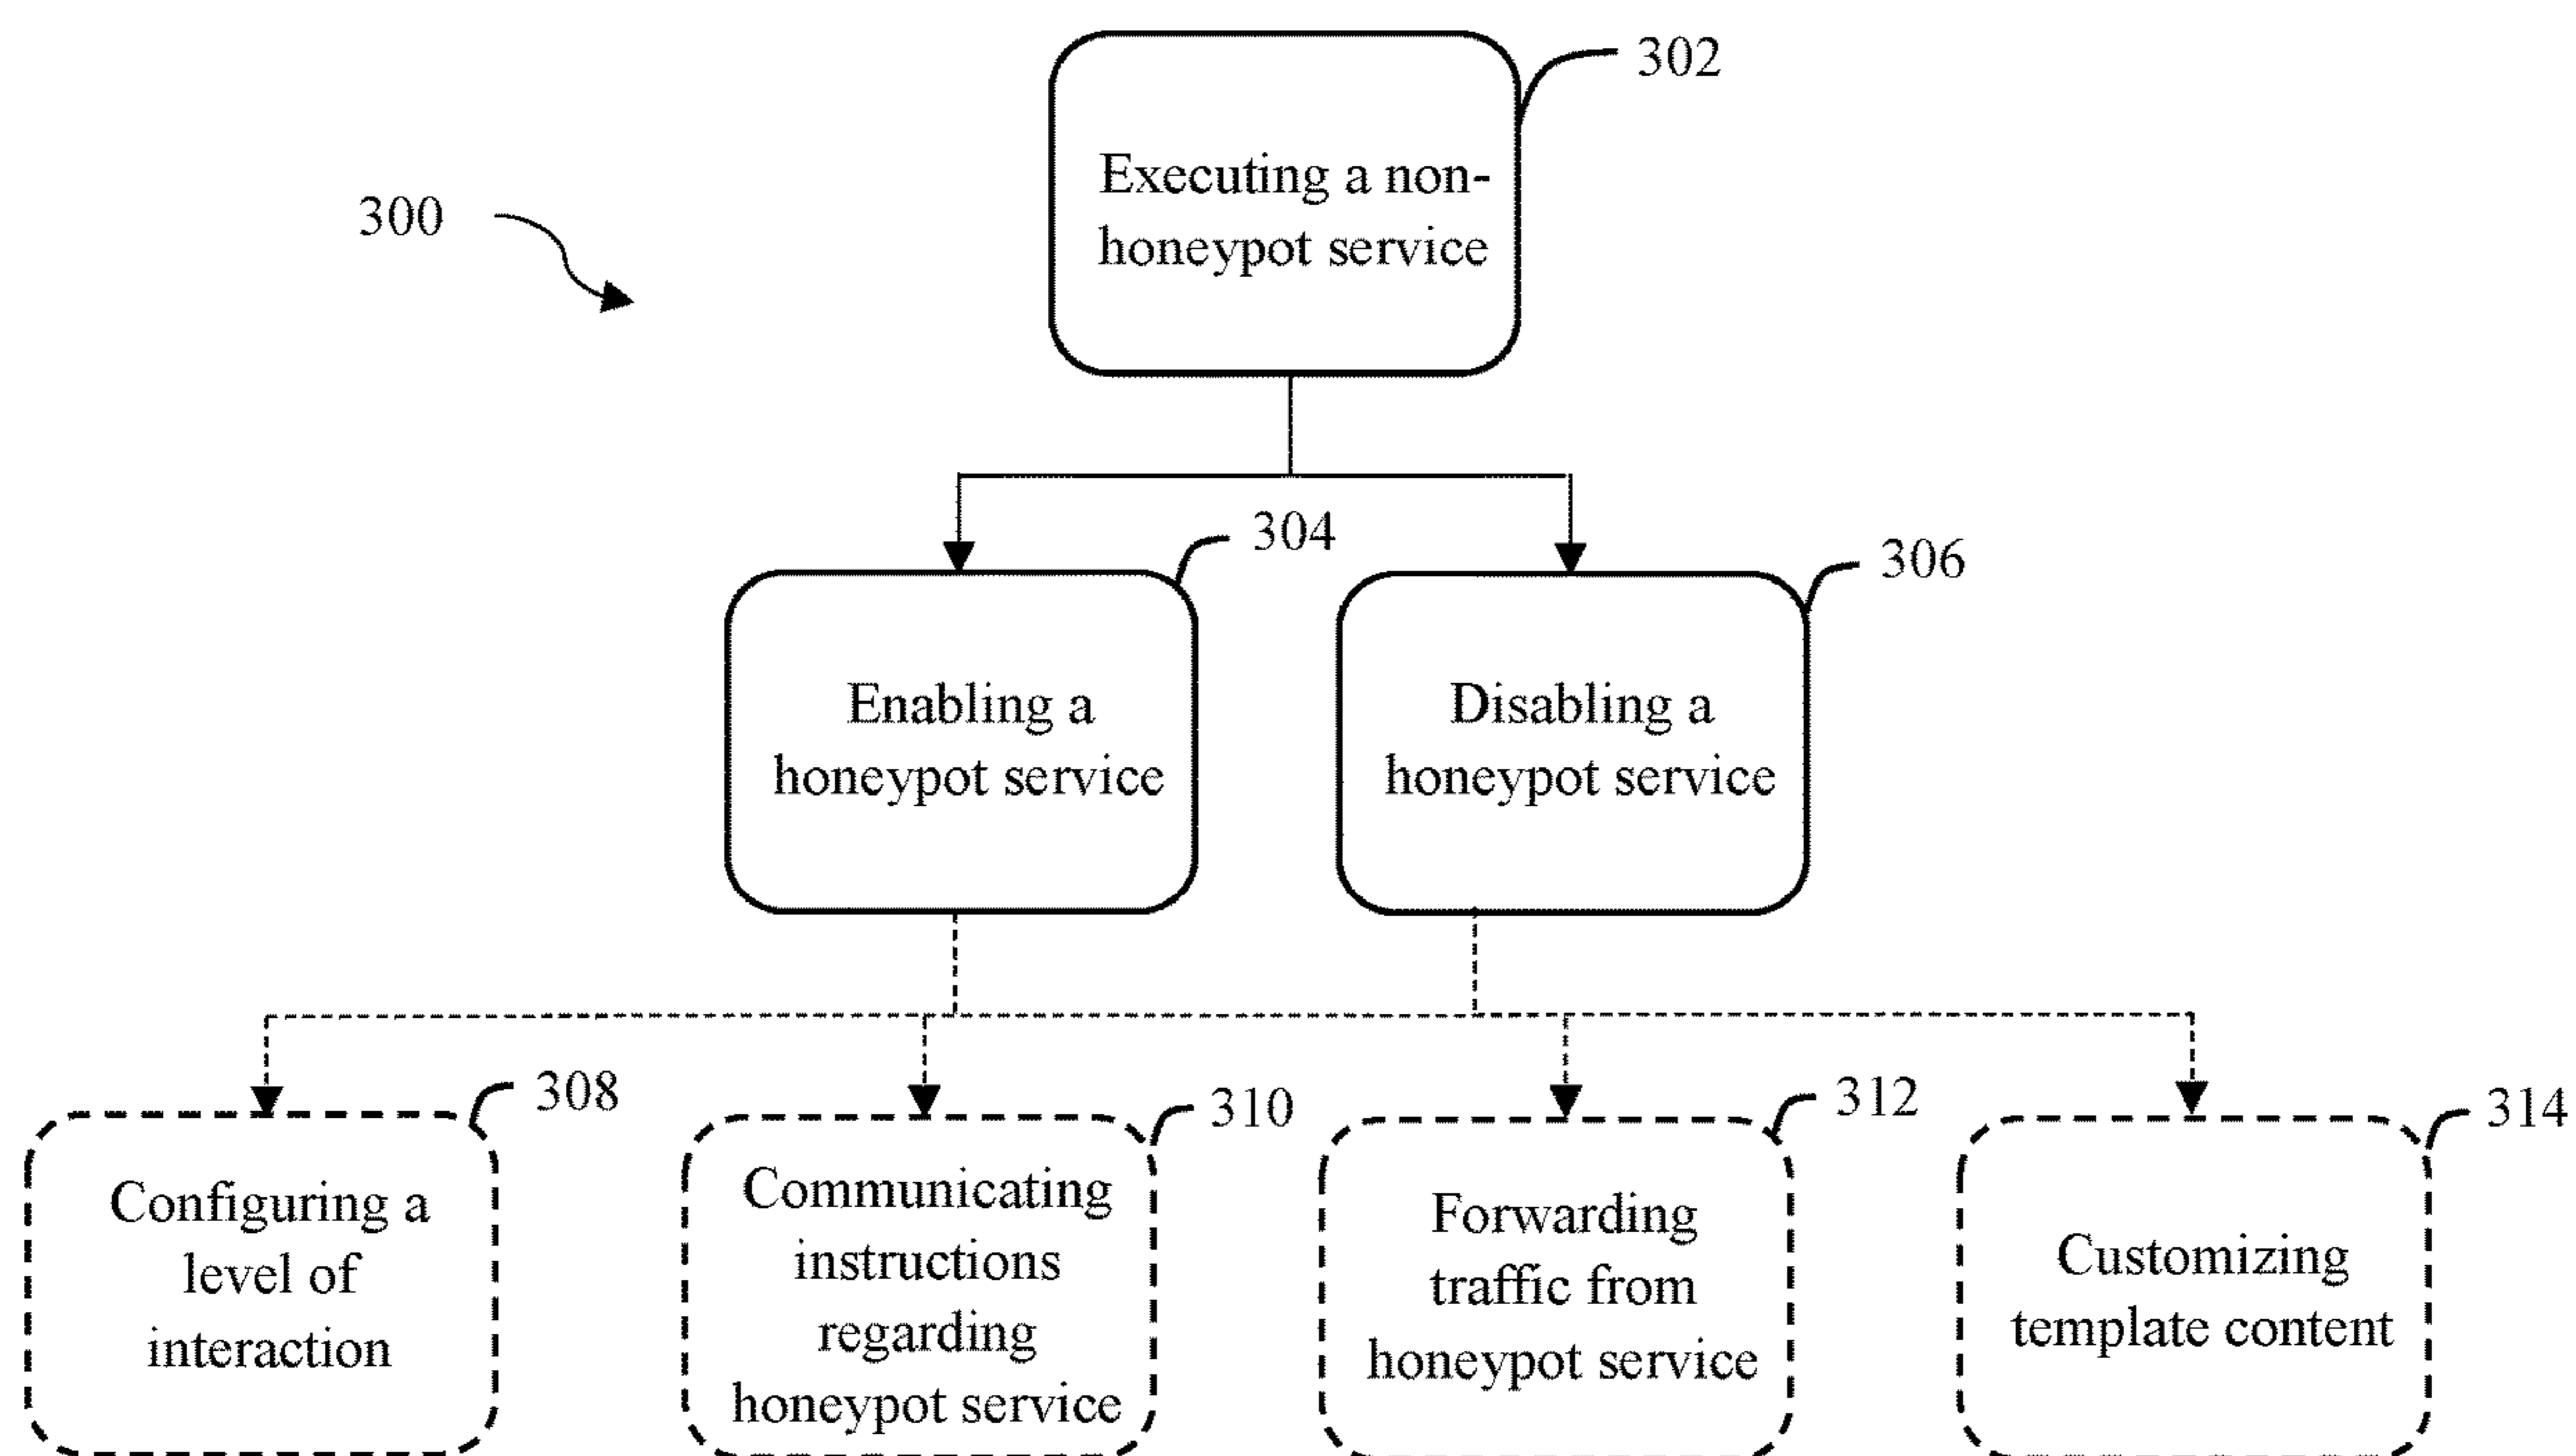 302
Executing a non-
honeypot service
300
304
306
Enabling a
honeypot service
Disabling a
honeypot service
308
310
312
314
Configuring a
level of
interaction
Communicating
instructions
regarding
honeypot service
Forwarding
traffic from
honeypot service
Customizing
template content